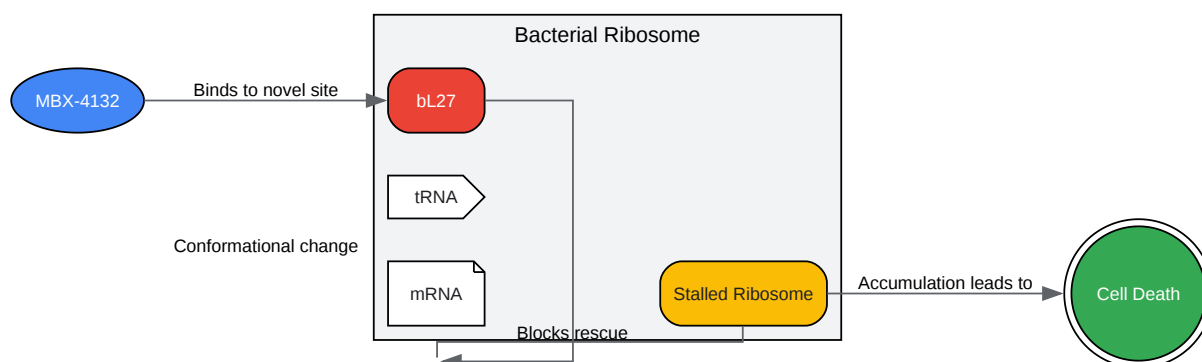 Bacterial Ribosome
MBX-4132
Binds to novel site
bL27
tRNA
Conformational change
mRNA
Stalled Ribosome
Accumulation leads to
Cell Death
Blocks rescue